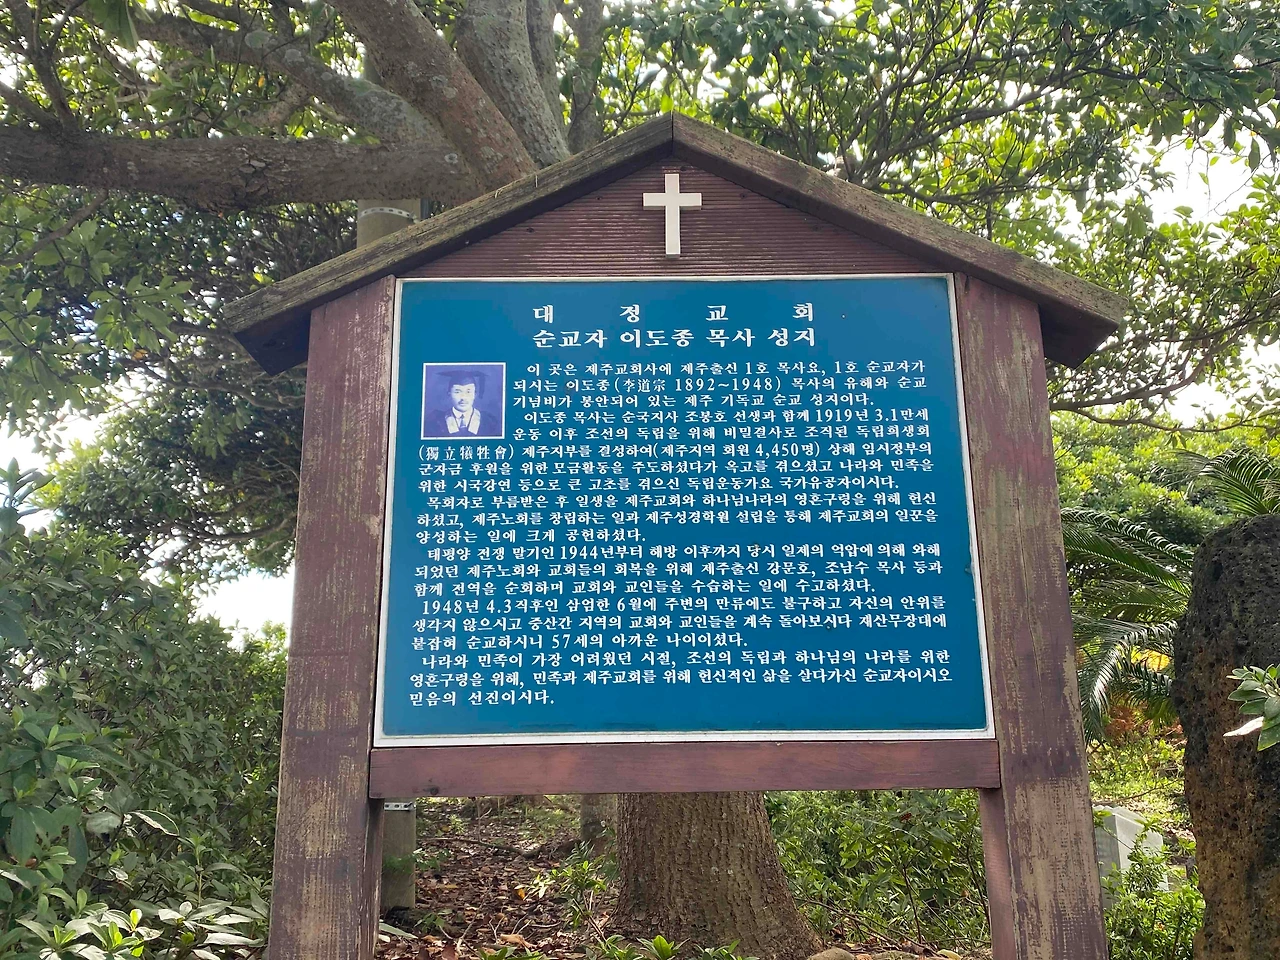 대 정 교 회
순교자 이도종 목사 성지
이 곳은 제주교회사에 제주출신 1호 목사요, 1호 순교자가
되시는 이도종(李道宗 1892~1948) 목사의 유해와 순교
기념비가 봉안되어 있는 제주 기독교 순교 성지이다.
이도종 목사는 순국지사 조봉호 선생과 함께 1919년 3.1만세
운동 이후 조선의 독립을 위해 비밀결사로 조직된 독립희생회
(獨立犧牲會) 제주지부를 결성하여(제주지역 회원 4,450명) 상해 임시정부의
군자금 후원을 위한 모금활동을 주도하셨다가 옥고를 겪으셨고 나라와 민족을
위한 시국강연 등으로 큰 고초를 겪으신 독립운동가요 국가유공자이시다.
목회자로 부름받은 후 일생을 제주교회와 하나님나라의 영혼구령을 위해 헌신
하셨고, 제주노회를 창립하는 일과 제주성경학원 설립을 통해 제주교회의 일꾼을
양성하는 일에 크게 공헌하셨다.
태평양 전쟁 말기인 1944년부터 해방 이후까지 당시 일제의 억압에 의해 와해
되었던 제주노회와 교회들의 회복을 위해 제주출신 강문호, 조남수 목사 등과
함께 전역을 순회하며 교회와 교인들을 수습하는 일에 수고하셨다.
1948년 4.3직후인 삼엄한 6월에 주변의 만류에도 불구하고 자신의 안위를
생각지 않으시고 중산간 지역의 교회와 교인들을 계속 돌아보시다 재산무장대에
붙잡혀 순교하시니 57세의 아까운 나이이셨다.
나라와 민족이 가장 어려웠던 시절, 조선의 독립과 하나님의 나라를 위한
영혼구령을 위해, 민족과 제주교회를 위해 헌신적인 삶을 살다가신 순교자이시오
믿음의 선진이시다.